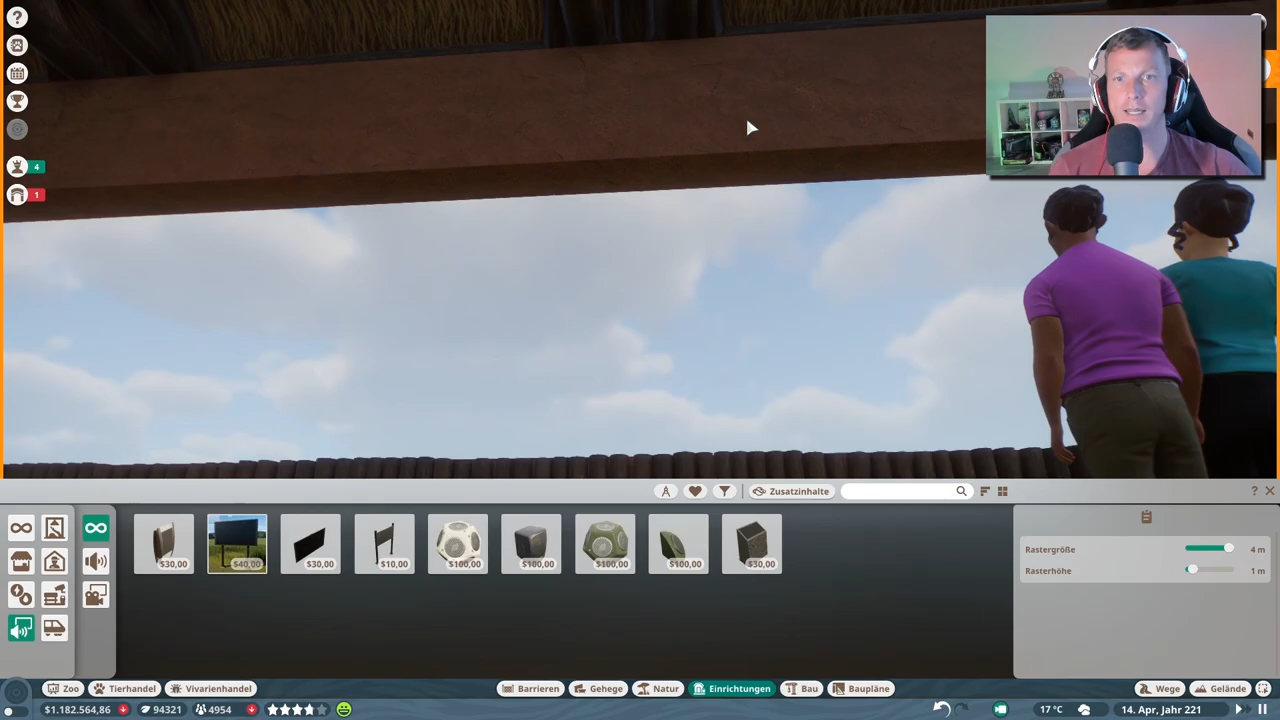 ?
4
1
Zusatzinhalte
?
$30,00
$40,00
$30,00
$10,00
$100,00
$100,00
$100,00
$100,00
$30,00
Rastergröße 4 m
Rasterhöhe 1 m
Zoo Tierhandel Vivarienhandel Barrieren Gehege Natur Einrichtungen Bau Baupläne Wege Gelände
$1.182.564,86 94321 4954 17 °C 14. Apr, Jahr 221